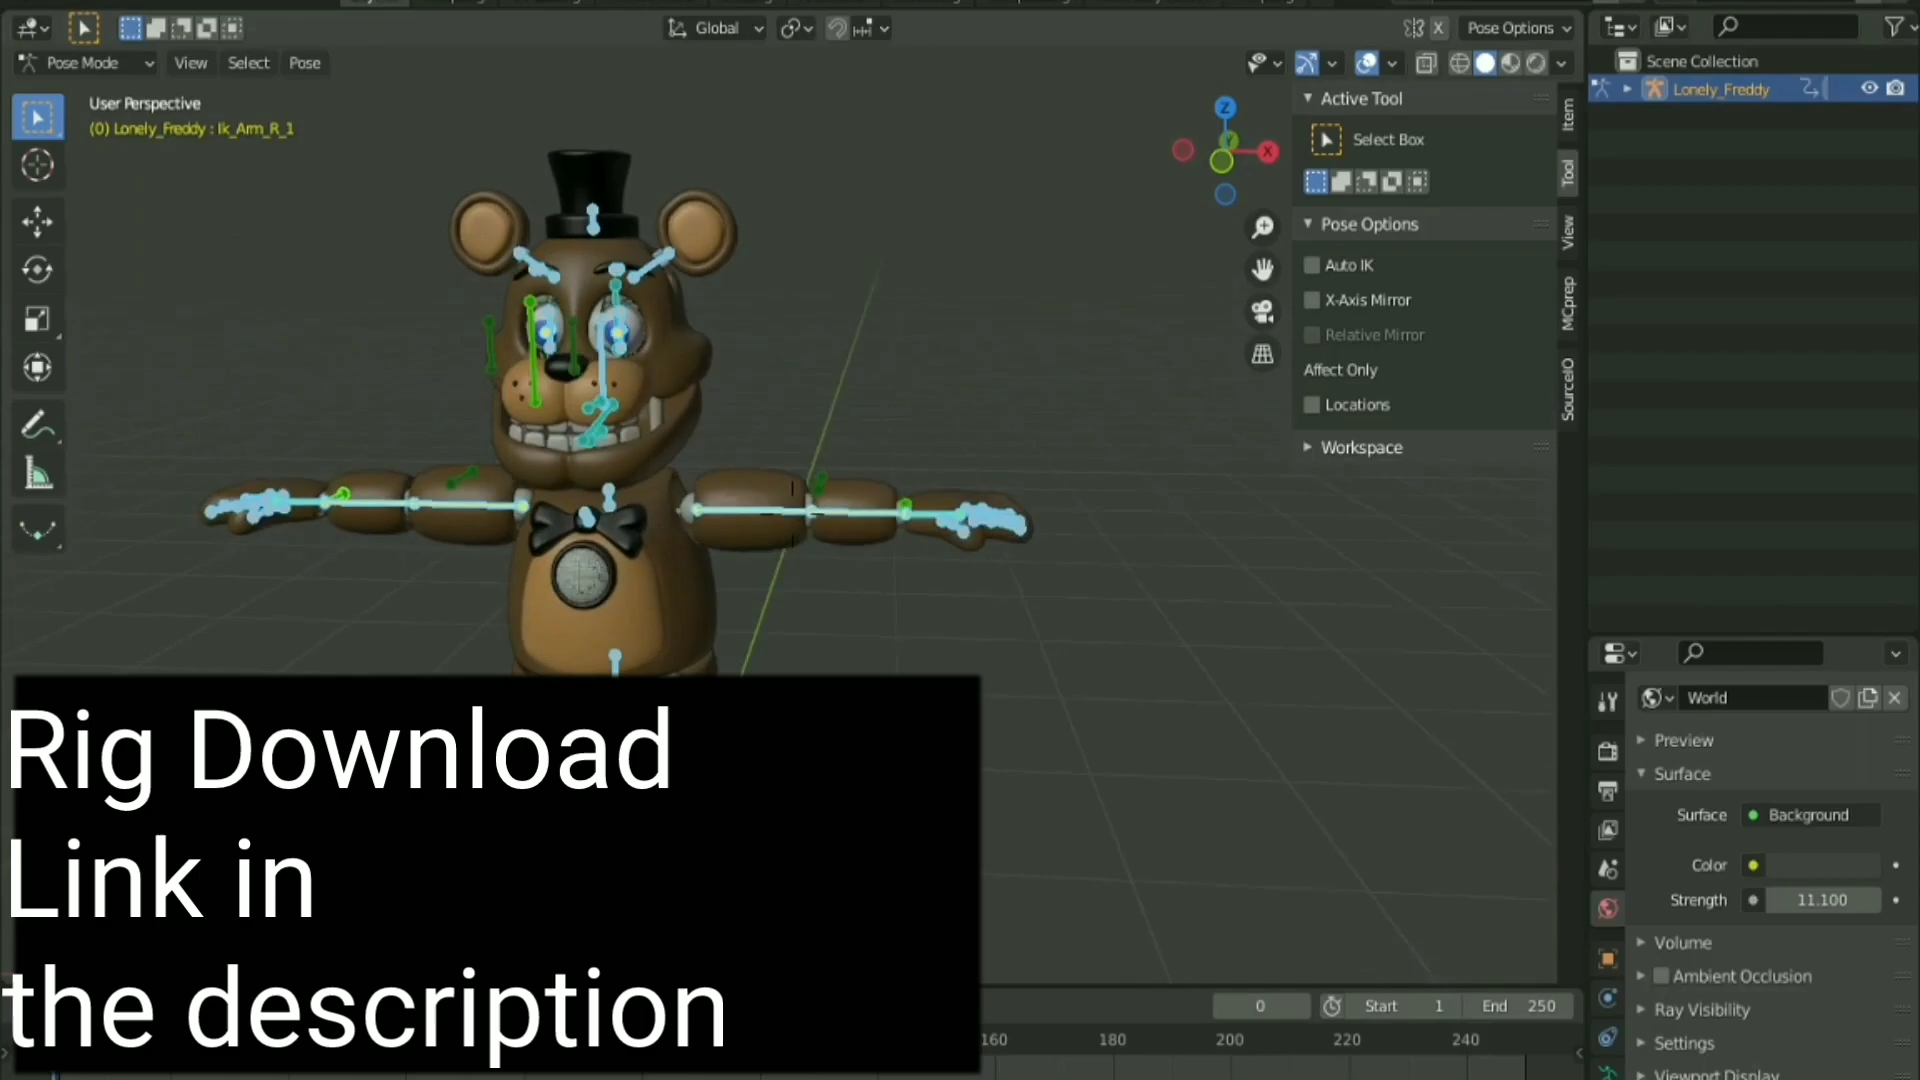 Global
Pose Options
Pose Mode
View
Select
Pose
User Perspective
(0) Lonely_Freddy : Ik_Arm_R_1
Z
X
Active Tool
Select Box
Pose Options
Auto IK
X-Axis Mirror
Relative Mirror
Affect Only
Locations
Workspace
Item
Tool
View
MCprep
SourceIO
Scene Collection
Lonely_Freddy
World
Preview
Surface
Surface
Background
Color
Strength
11.100
Volume
Ambient Occlusion
Ray Visibility
Settings
Viewport Display
0
Start 1
End 250
160
180
200
220
240
Rig Download
Link in
the description